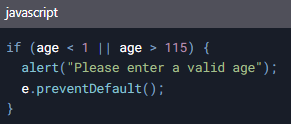 javascript
if (age < 1 || age > 115) {
  alert("Please enter a valid age");
  e.preventDefault();
}